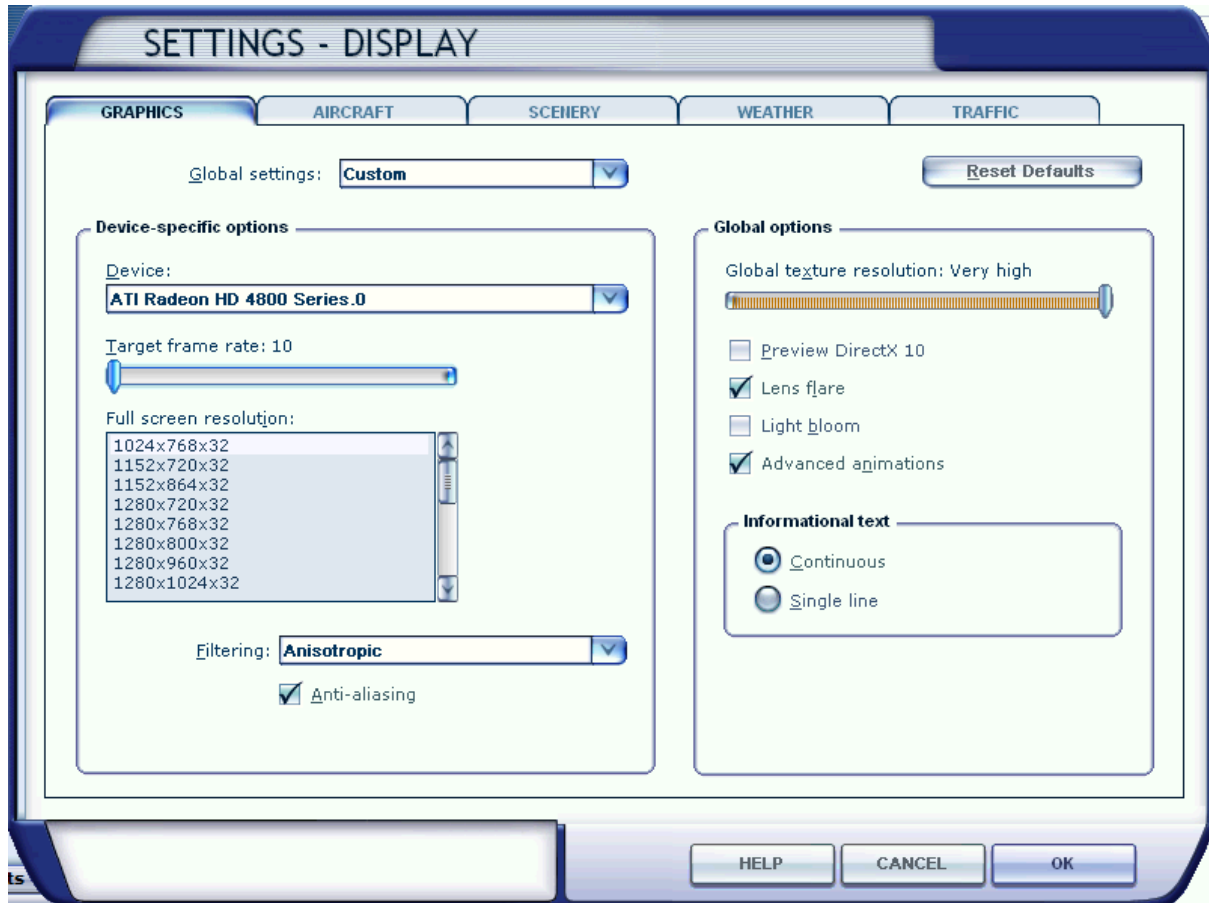 SETTINGS - DISPLAY
GRAPHICS
AIRCRAFT
SCENERY
WEATHER
TRAFFIC
Global settings: Custom
Reset Defaults
Device-specific options
Device:
ATI Radeon HD 4800 Series.0
Target frame rate: 10
Full screen resolution:
1024x768x32
1152x720x32
1152x864x32
1280x720x32
1280x768x32
1280x800x32
1280x960x32
1280x1024x32
Filtering: Anisotropic
Anti-aliasing
Global options
Global texture resolution: Very high
Preview DirectX 10
Lens flare
Light bloom
Advanced animations
Informational text
Continuous
Single line
ts
HELP
CANCEL
OK